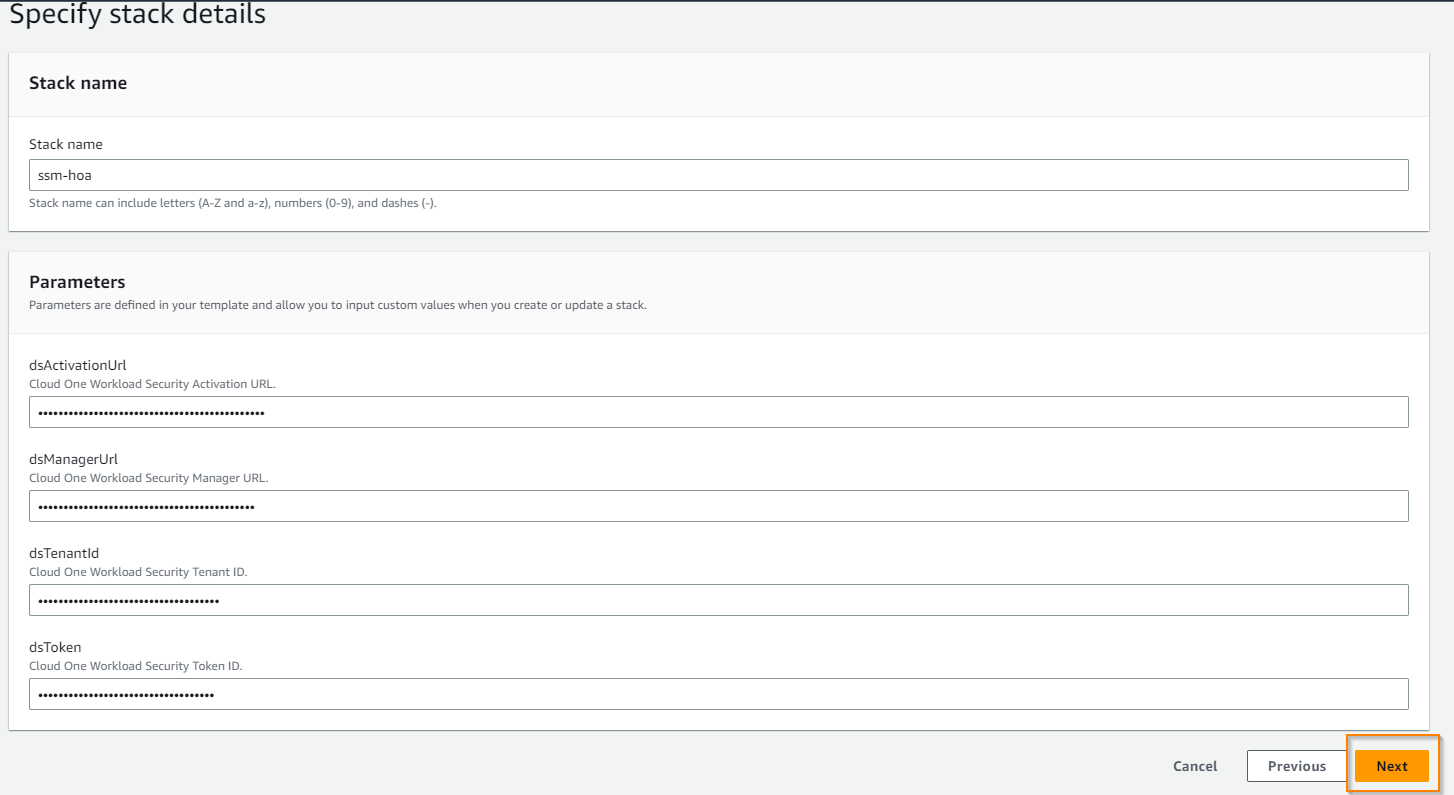 Specify stack details
Stack name
Stack name
ssm-hoa
Stack name can include letters (A-Z and a-z), numbers (0-9), and dashes (-).
Parameters
Parameters are defined in your template and allow you to input custom values when you create or update a stack.
dsActivationUrl
Cloud One Workload Security Activation URL.
•••••••••••••••••••••••••••••••••••••••••••••
dsManagerUrl
Cloud One Workload Security Manager URL.
•••••••••••••••••••••••••••••••••••••••••••
dsTenantId
Cloud One Workload Security Tenant ID.
••••••••••••••••••••••••••••••••••••
dsToken
Cloud One Workload Security Token ID.
•••••••••••••••••••••••••••••••••••
Cancel Previous Next